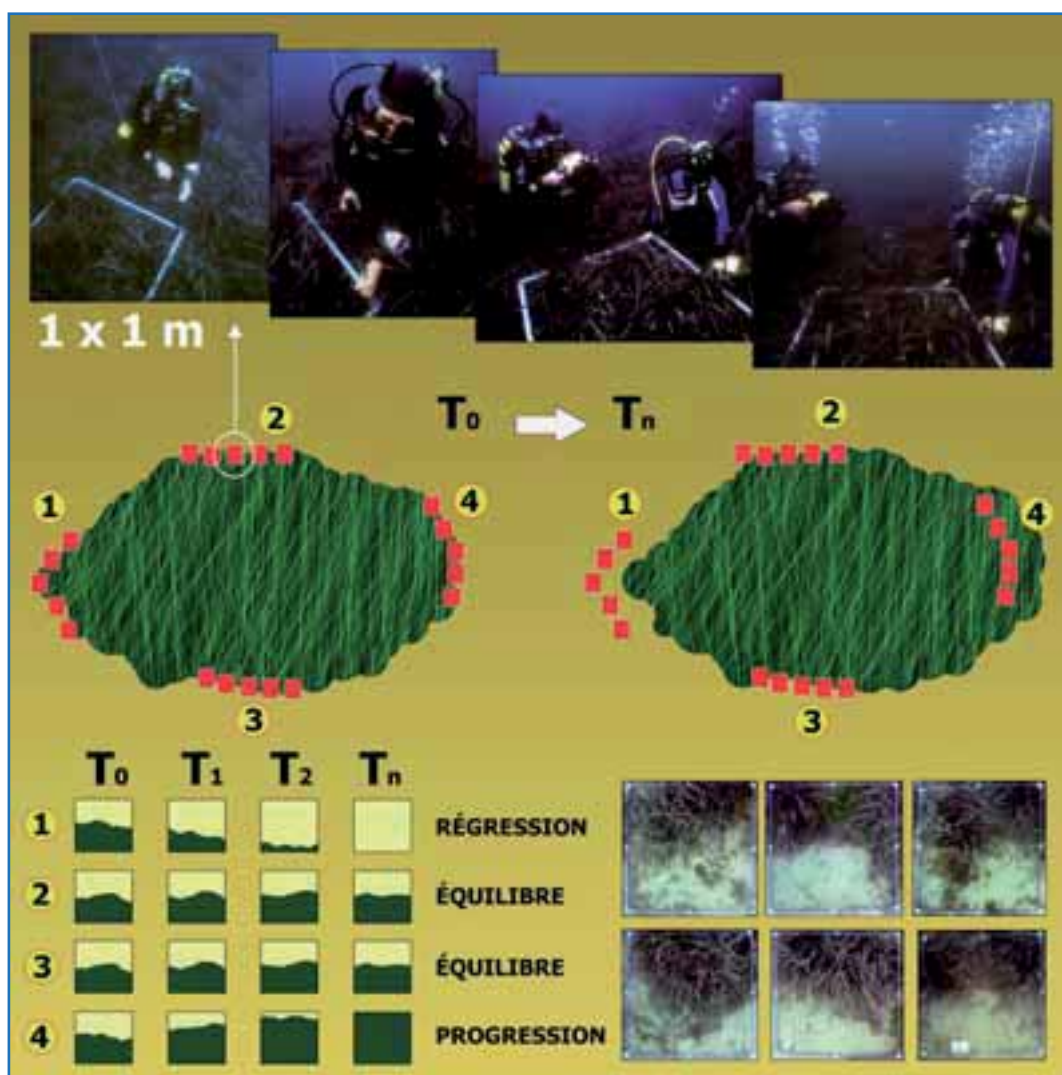 1 x 1 m
T0 Tn
2 2
1 4 1 4
3 3
T0 T1 T2 Tn
1 RÉGRESSION
2 ÉQUILIBRE
3 ÉQUILIBRE
4 PROGRESSION